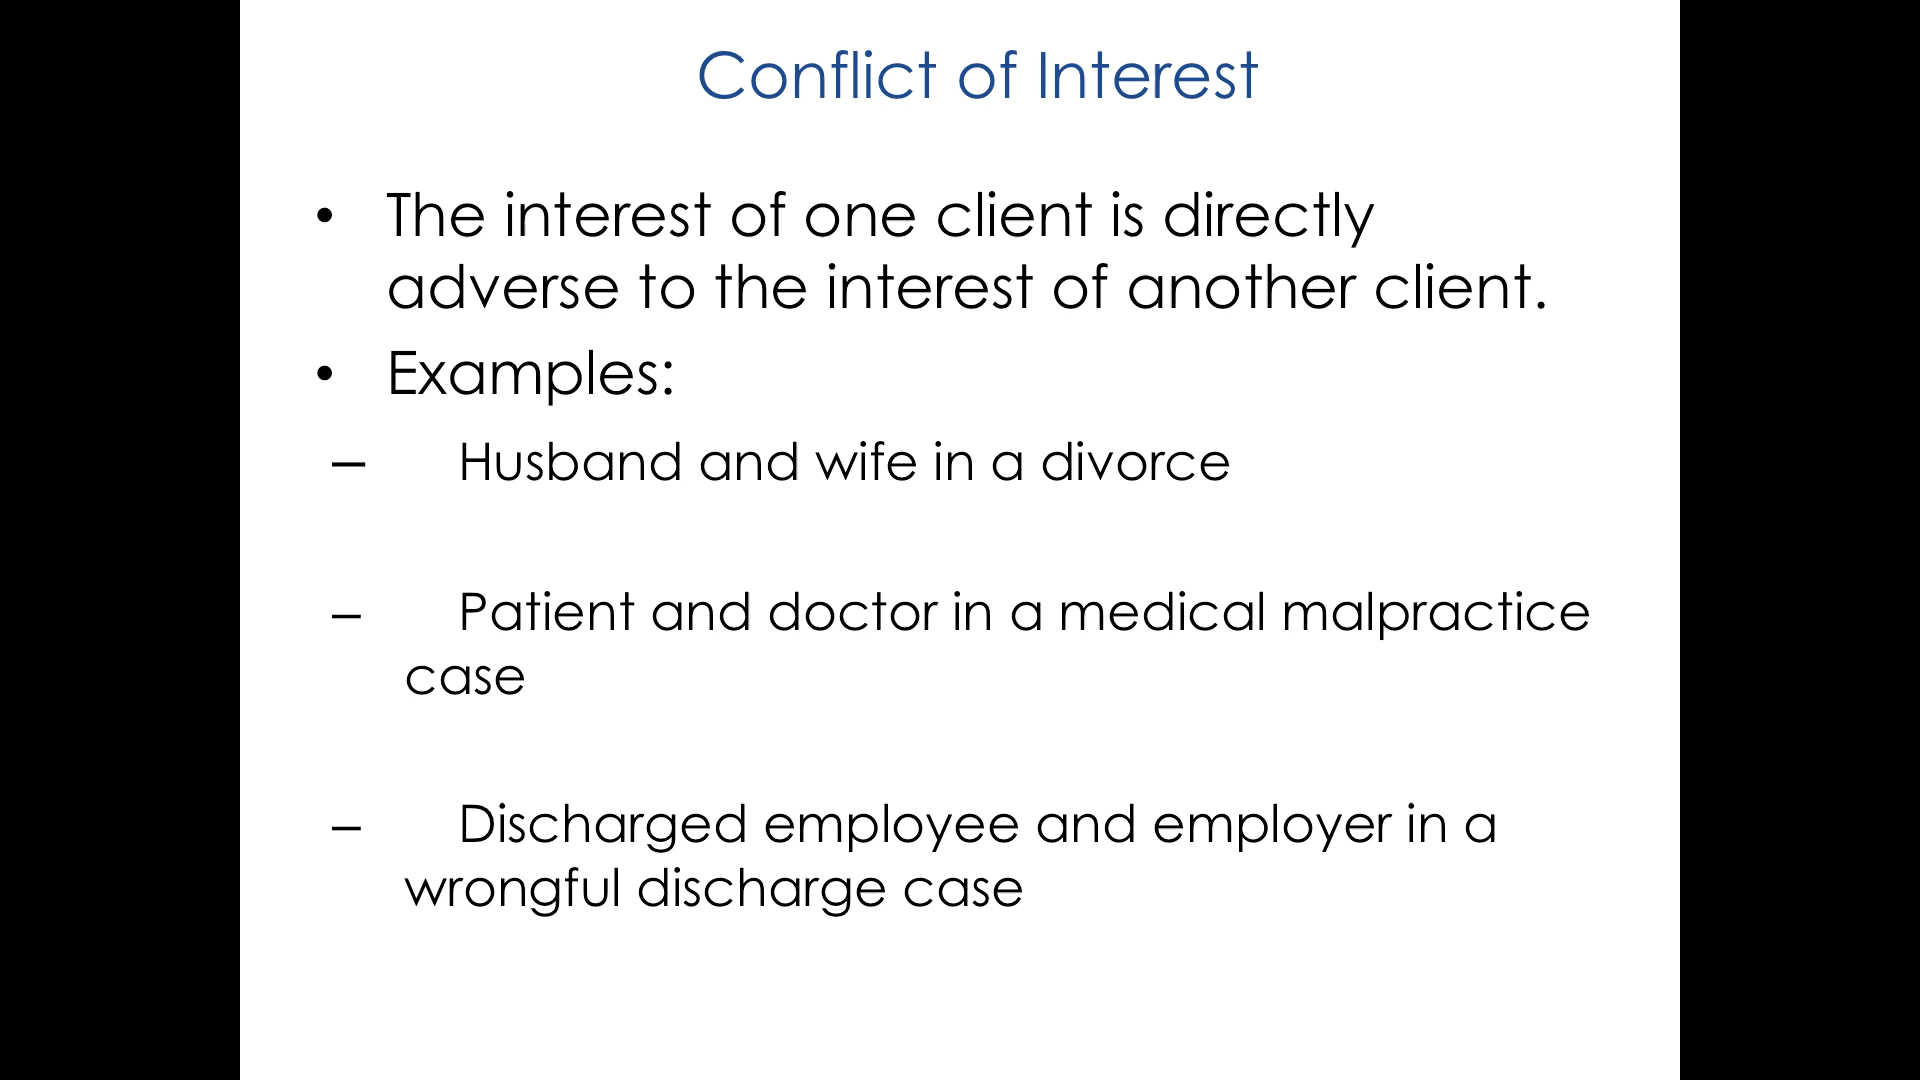 Conflict of Interest
• The interest of one client is directly
adverse to the interest of another client.
• Examples:
– Husband and wife in a divorce
– Patient and doctor in a medical malpractice
case
– Discharged employee and employer in a
wrongful discharge case